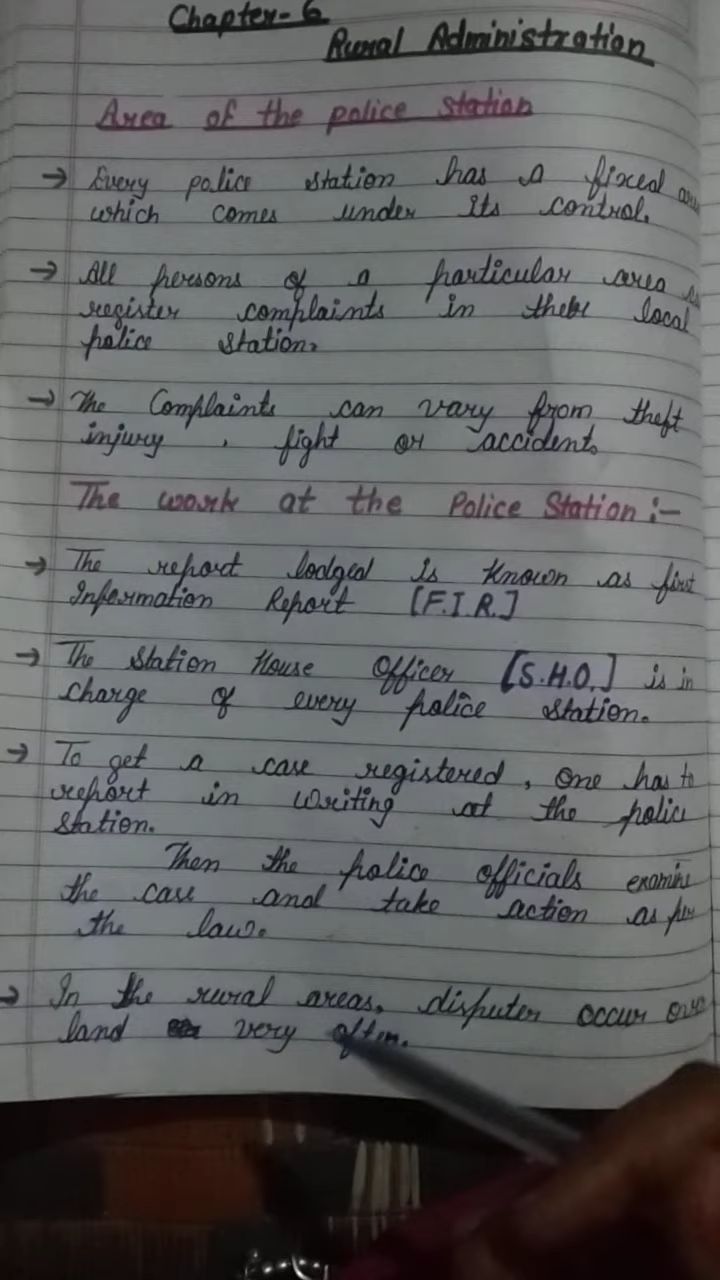 Chapter-6
Rural Administration
Area of the police station
→ Every police station has a fixed
which comes under its control.
→ All persons of a particular area
register complaints in their local
police station.
→ The Complaints can vary from theft
injury, fight or accident.
The work at the Police Station :-
→ The report lodged is known as first
Information Report [F.I.R.]
→ The Station House Officer [S.H.O.] is in
charge of every police station.
→ To get a case registered, one has to
report in writing at the police
station.
Then the police officials examine
the case and take action as per
the law.
→ In the rural areas, disputes occur over
land very often.